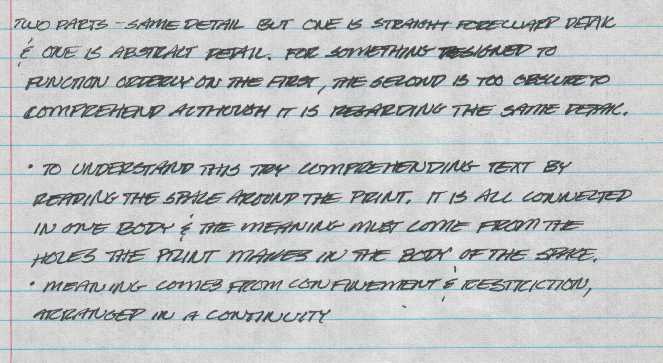 TWO PARTS - SAME DETAIL BUT ONE IS STRAIGHT FOREWARD DETAIL
& ONE IS ABSTRACT DETAIL. FOR SOMETHING DESIGNED TO
FUNCTION ORDERLY ON THE FIRST, THE SECOND IS TOO OBSCURE TO
COMPREHEND ALTHOUGH IT IS REGARDING THE SAME DETAIL.
• TO UNDERSTAND THIS TRY COMPREHENDING TEXT BY
READING THE SPACE AROUND THE PRINT. IT IS ALL CONNECTED
IN ONE BODY & THE MEANING MUST COME FROM THE
HOLES THE PRINT MAKES IN THE BODY OF THE SPACE.
• MEANING COMES FROM CONFINEMENT & RESTRICTION,
ARRANGED IN A CONTINUITY